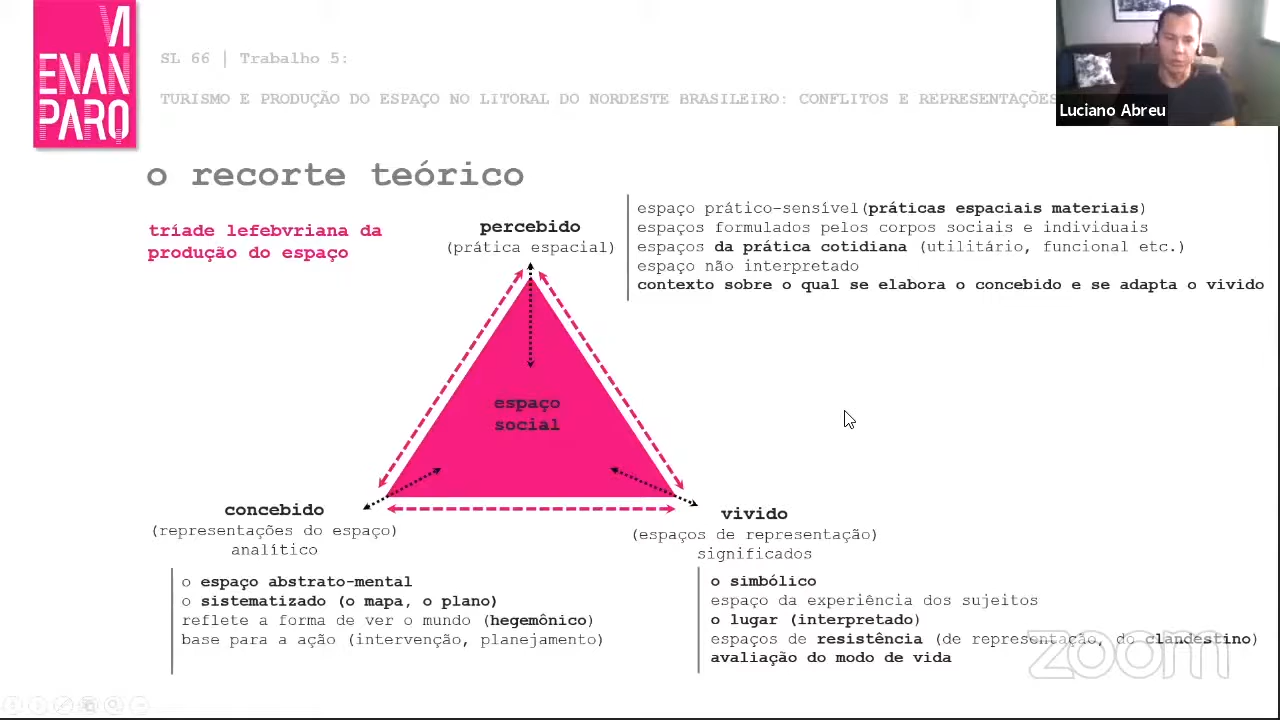 VI
ENAN
PARQ
SL 66 | Trabalho 5:
TURISMO E PRODUÇÃO DO ESPAÇO NO LITORAL DO NORDESTE BRASILEIRO: CONFLITOS E REPRESENTAÇÕES
Luciano Abreu
o recorte teórico
tríade lefebvriana da
produção do espaço
percebido
(prática espacial)
espaço prático-sensível(práticas espaciais materiais)
espaços formulados pelos corpos sociais e individuais
espaços da prática cotidiana (utilitário, funcional etc.)
espaço não interpretado
contexto sobre o qual se elabora o concebido e se adapta o vivido
espaço
social
concebido
(representações do espaço)
analítico
o espaço abstrato-mental
o sistematizado (o mapa, o plano)
reflete a forma de ver o mundo (hegemônico)
base para a ação (intervenção, planejamento)
vivido
(espaços de representação)
significados
o simbólico
espaço da experiência dos sujeitos
o lugar (interpretado)
espaços de resistência (de representação, do clandestino)
avaliação do modo de vida
zoom